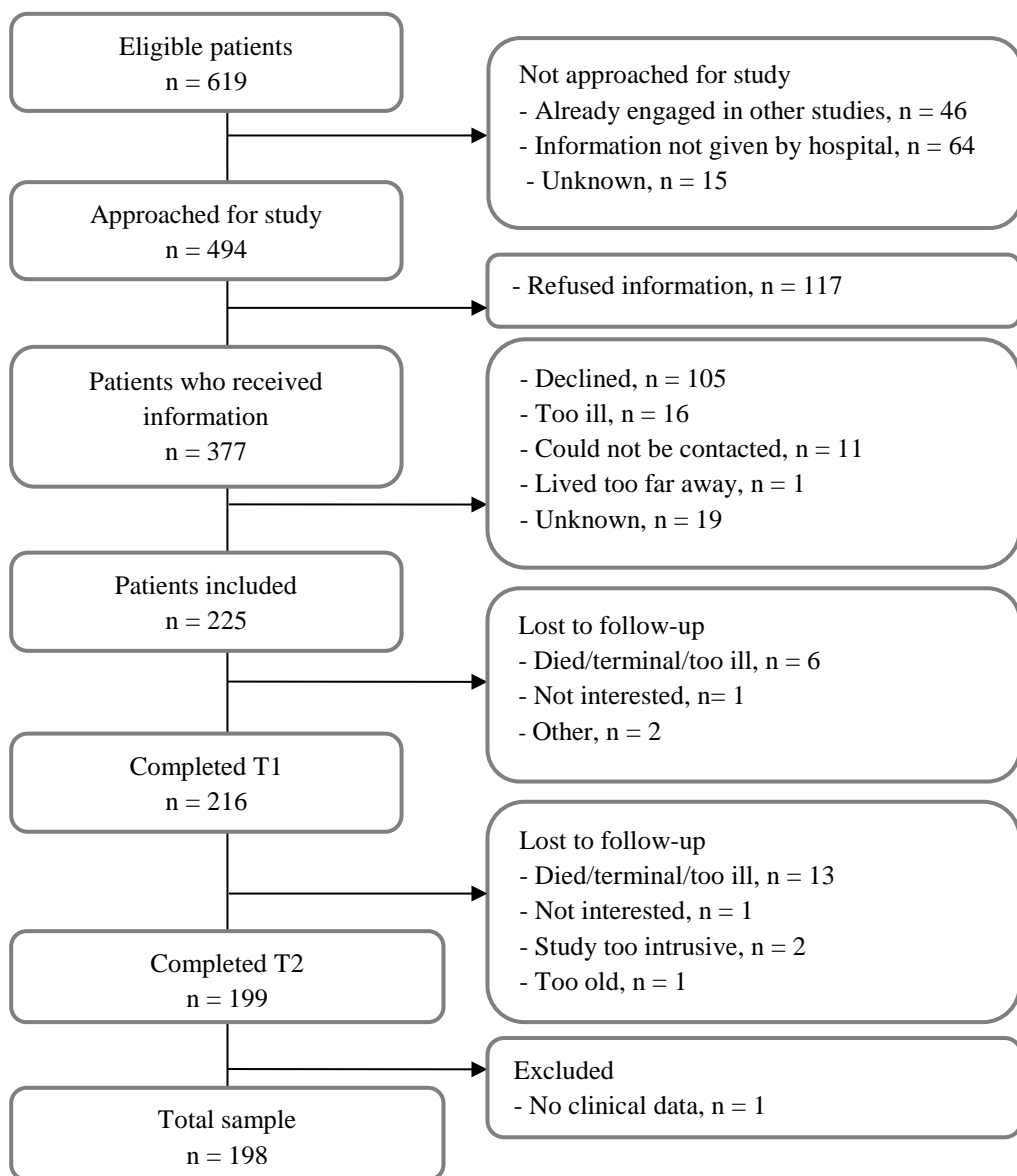 Eligible patients
n = 619
Not approached for study
- Already engaged in other studies, n = 46
- Information not given by hospital, n = 64
- Unknown, n = 15
Approached for study
n = 494
- Refused information, n = 117
Patients who received
information
n = 377
- Declined, n = 105
- Too ill, n = 16
- Could not be contacted, n = 11
- Lived too far away, n = 1
- Unknown, n = 19
Patients included
n = 225
Lost to follow-up
- Died/terminal/too ill, n = 6
- Not interested, n= 1
- Other, n = 2
Completed T1
n = 216
Lost to follow-up
- Died/terminal/too ill, n = 13
- Not interested, n = 1
- Study too intrusive, n = 2
- Too old, n = 1
Completed T2
n = 199
Excluded
- No clinical data, n = 1
Total sample
n = 198